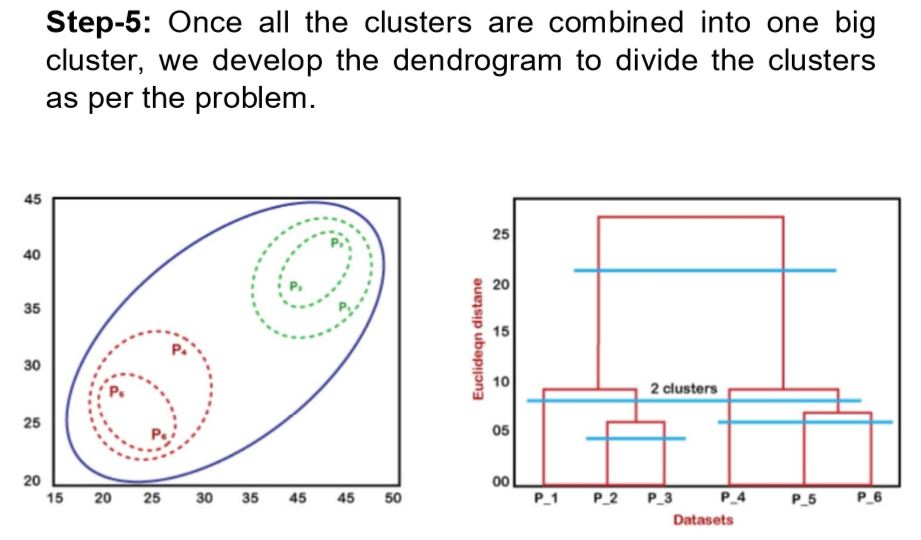 Step-5: Once all the clusters are combined into one big
cluster, we develop the dendrogram to divide the clusters
as per the problem.
45
40
35
30
25
20
15 20 25 30 35 45 45 50
P₃
P₂
P₄
P₅
P₆
25
20
15
10
05
00
Euclideqn distane
2 clusters
P_1 P_2 P_3 P_4 P_5 P_6
Datasets